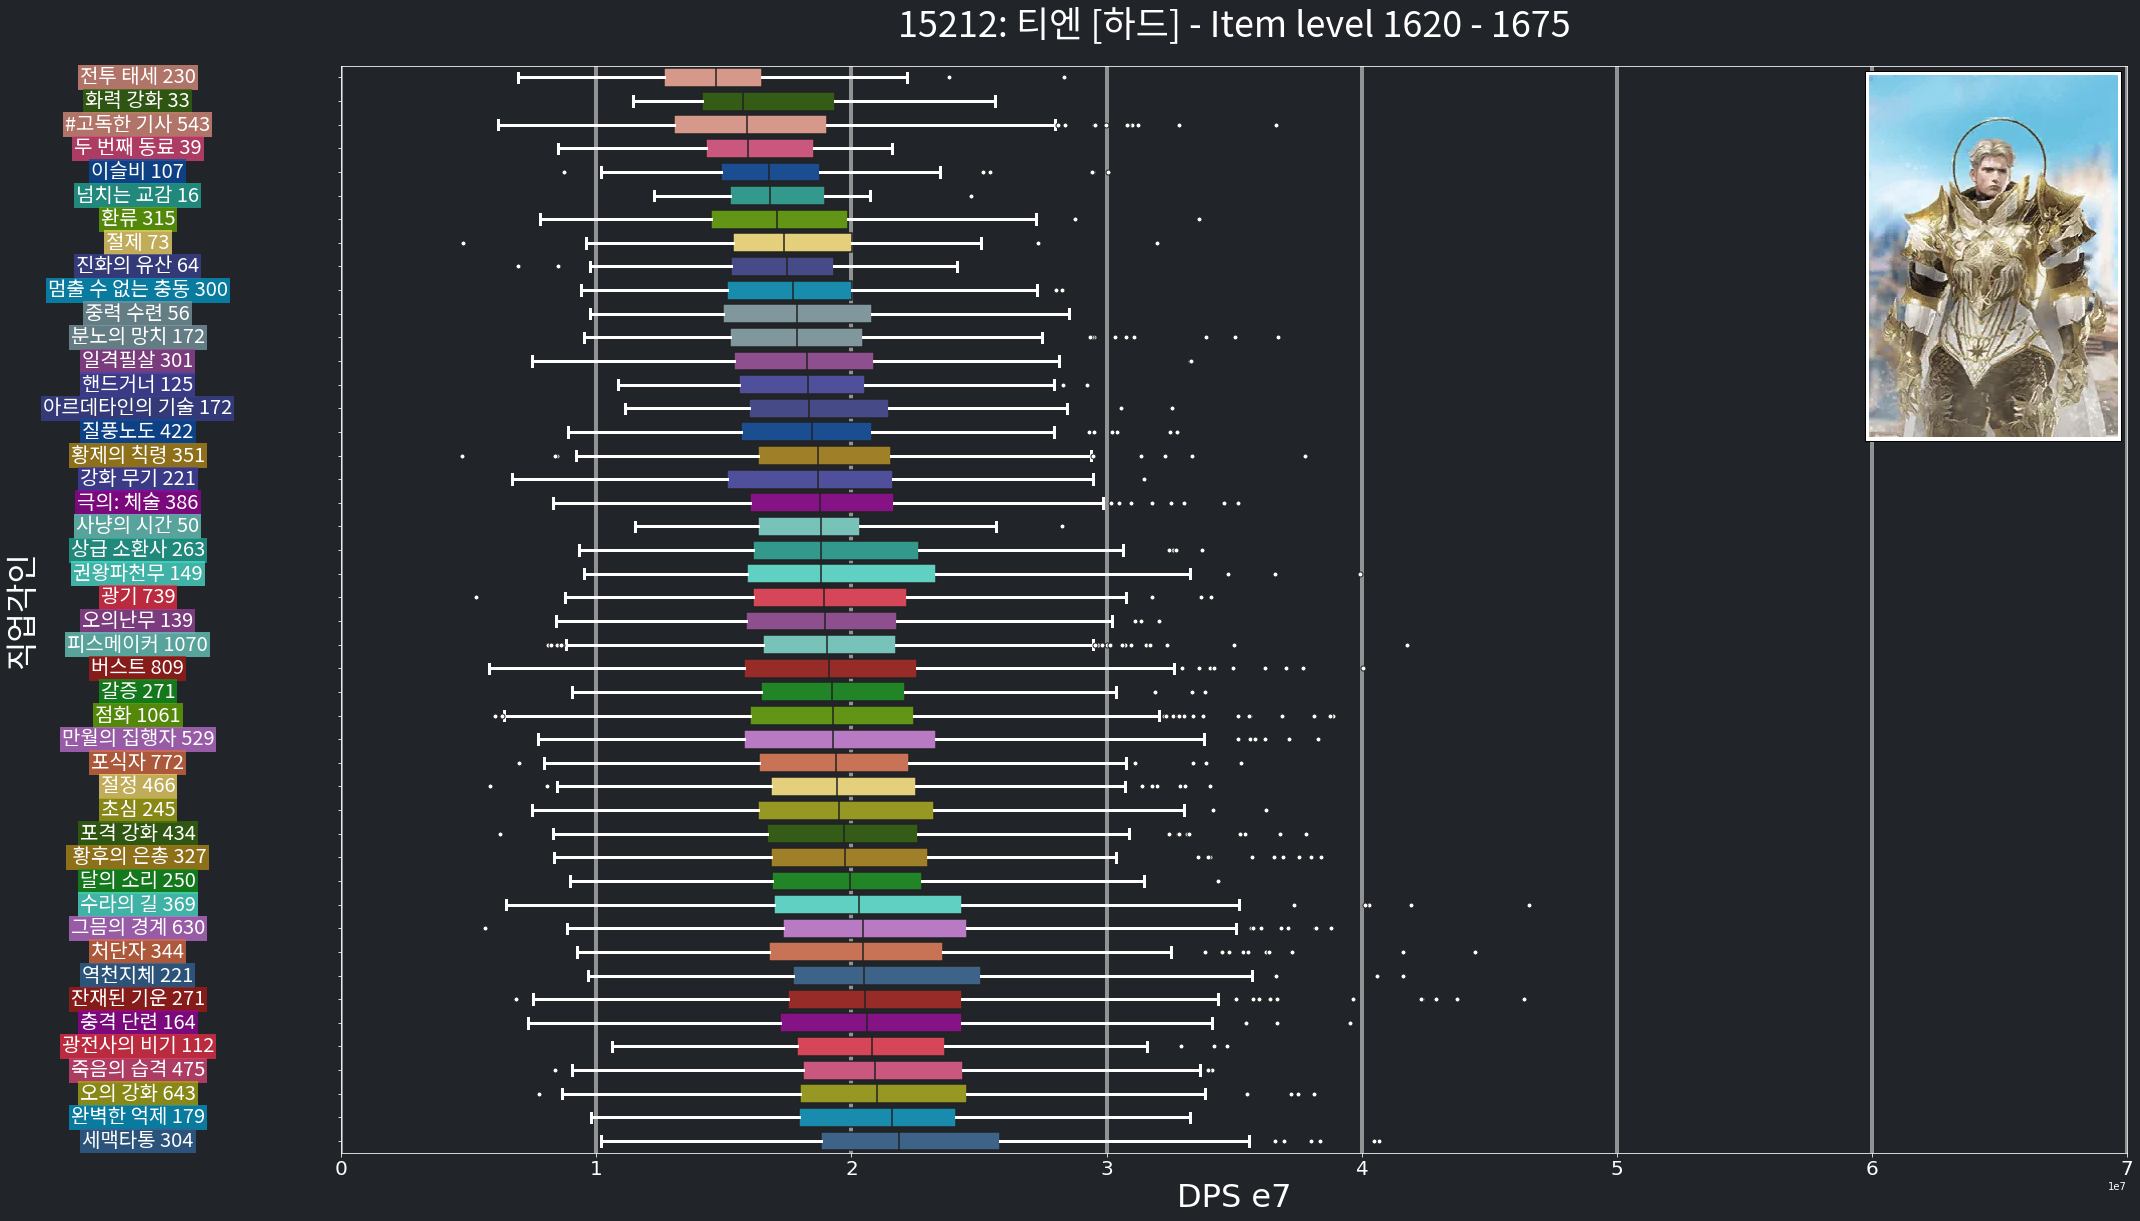 15212: 티엔 [하드] - Item level 1620 - 1675
직업각인
전투 태세 230
화력 강화 33
#고독한 기사 543
두 번째 동료 39
이슬비 107
넘치는 교감 16
환류 315
절제 73
진화의 유산 64
멈출 수 없는 충동 300
중력 수련 56
분노의 망치 172
일격필살 301
핸드거너 125
아르데타인의 기술 172
질풍노도 422
황제의 칙령 351
강화 무기 221
극의: 체술 386
사냥의 시간 50
상급 소환사 263
권왕파천무 149
광기 739
오의난무 139
피스메이커 1070
버스트 809
갈증 271
점화 1061
만월의 집행자 529
포식자 772
절정 466
초심 245
포격 강화 434
황후의 은총 327
달의 소리 250
수라의 길 369
그믐의 경계 630
처단자 344
역천지체 221
잔재된 기운 271
충격 단련 164
광전사의 비기 112
죽음의 습격 475
오의 강화 643
완벽한 억제 179
세맥타통 304
0 1 2 3 4 5 6 7
1e7
DPS e7